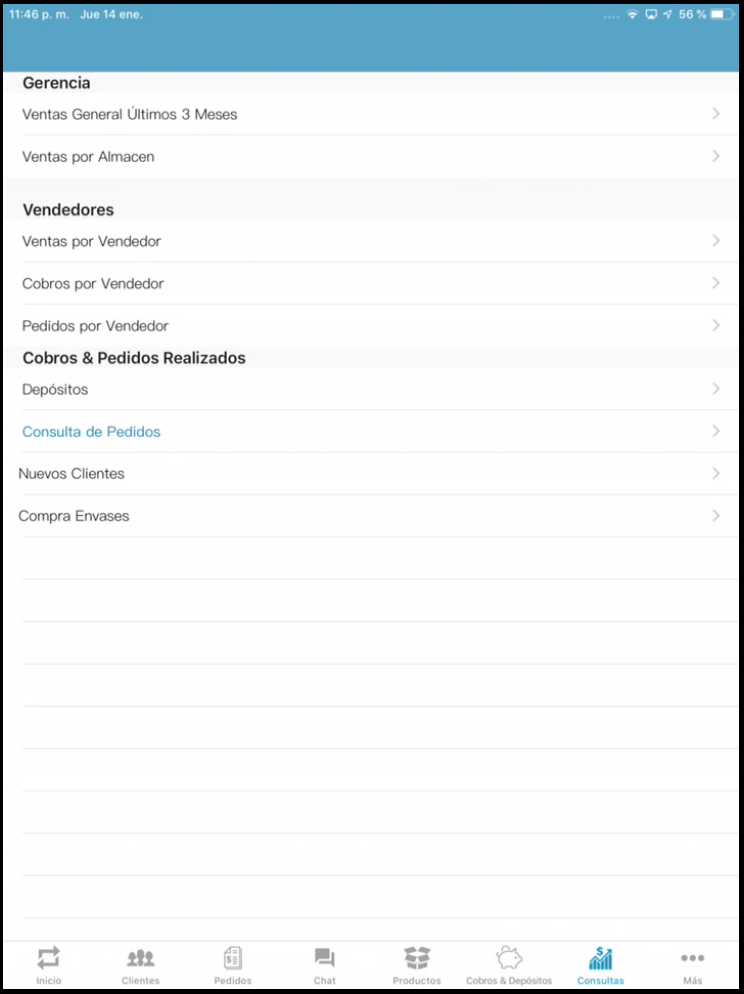 11:46 p. m. Jue 14 ene. 56 %
Gerencia
Ventas General Últimos 3 Meses
Ventas por Almacen
Vendedores
Ventas por Vendedor
Cobros por Vendedor
Pedidos por Vendedor
Cobros & Pedidos Realizados
Depósitos
Consulta de Pedidos
Nuevos Clientes
Compra Envases
Inicio Clientes Pedidos Chat Productos Cobros & Depósitos Consultas Más